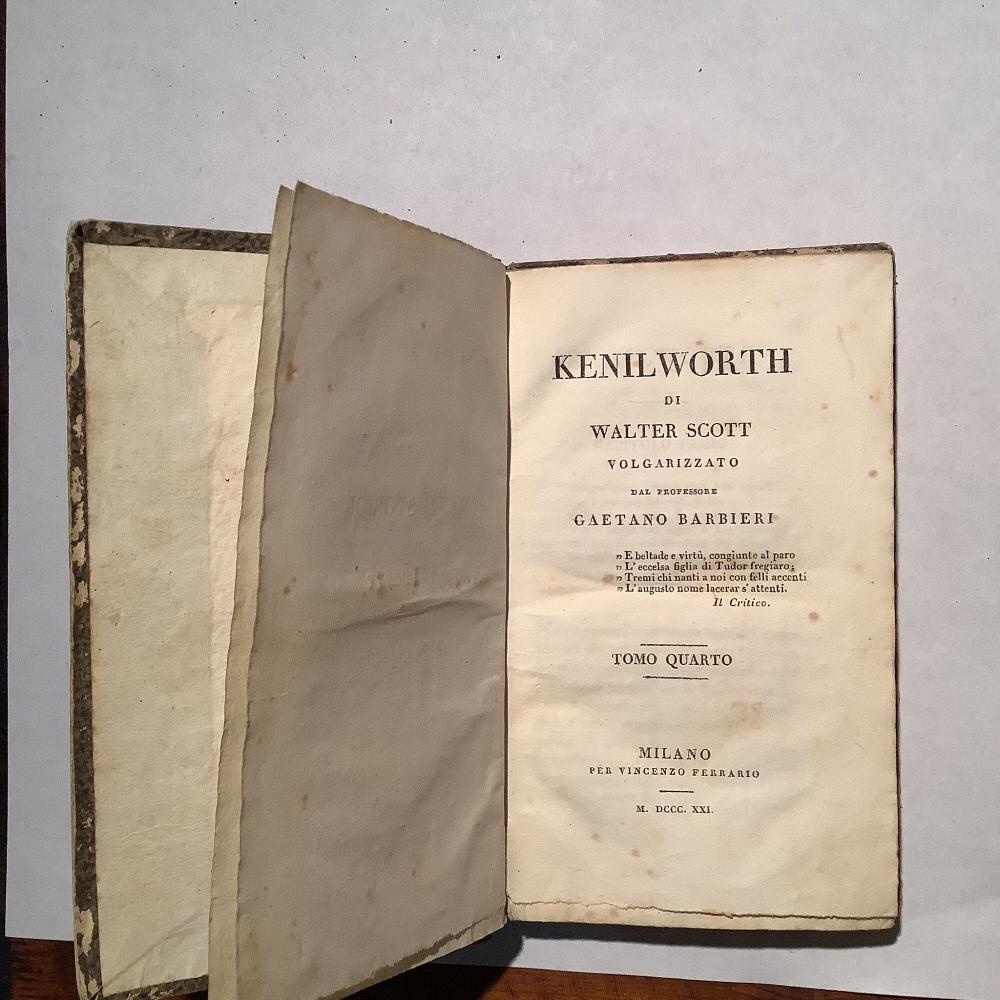 KENILWORTH
DI
WALTER SCOTT
VOLGARIZZATO
DAL PROFESSORE
GAETANO BARBIERI
„ E beltade e virtù, congiunte al paro
„ L' eccelsa figlia di Tudor fregiaro;
„ Tremi chi nanti a noi con felli accenti
„ L' augusto nome lacerar s' attenti.
Il Critico.
TOMO QUARTO
MILANO
PER VINCENZO FERRARIO
M. DCCC. XXI.